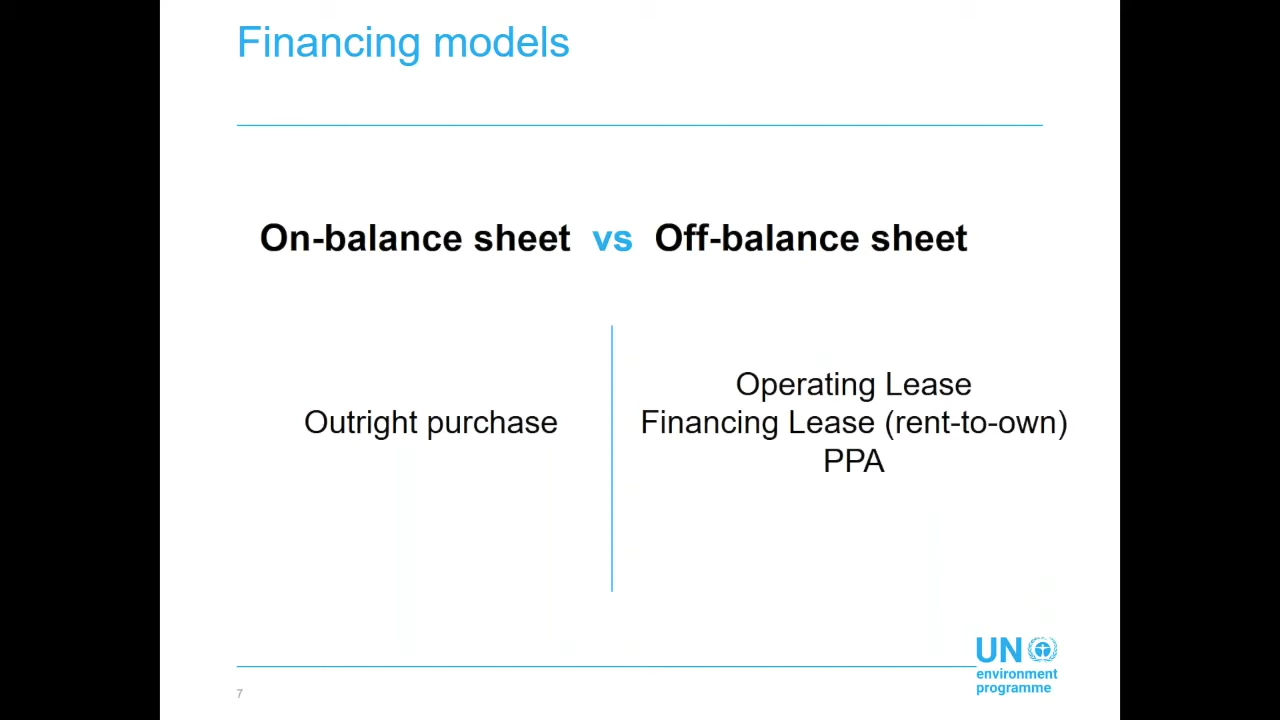 Financing models
On-balance sheet vs Off-balance sheet
Outright purchase
Operating Lease
Financing Lease (rent-to-own)
PPA
UN
environment
programme
7